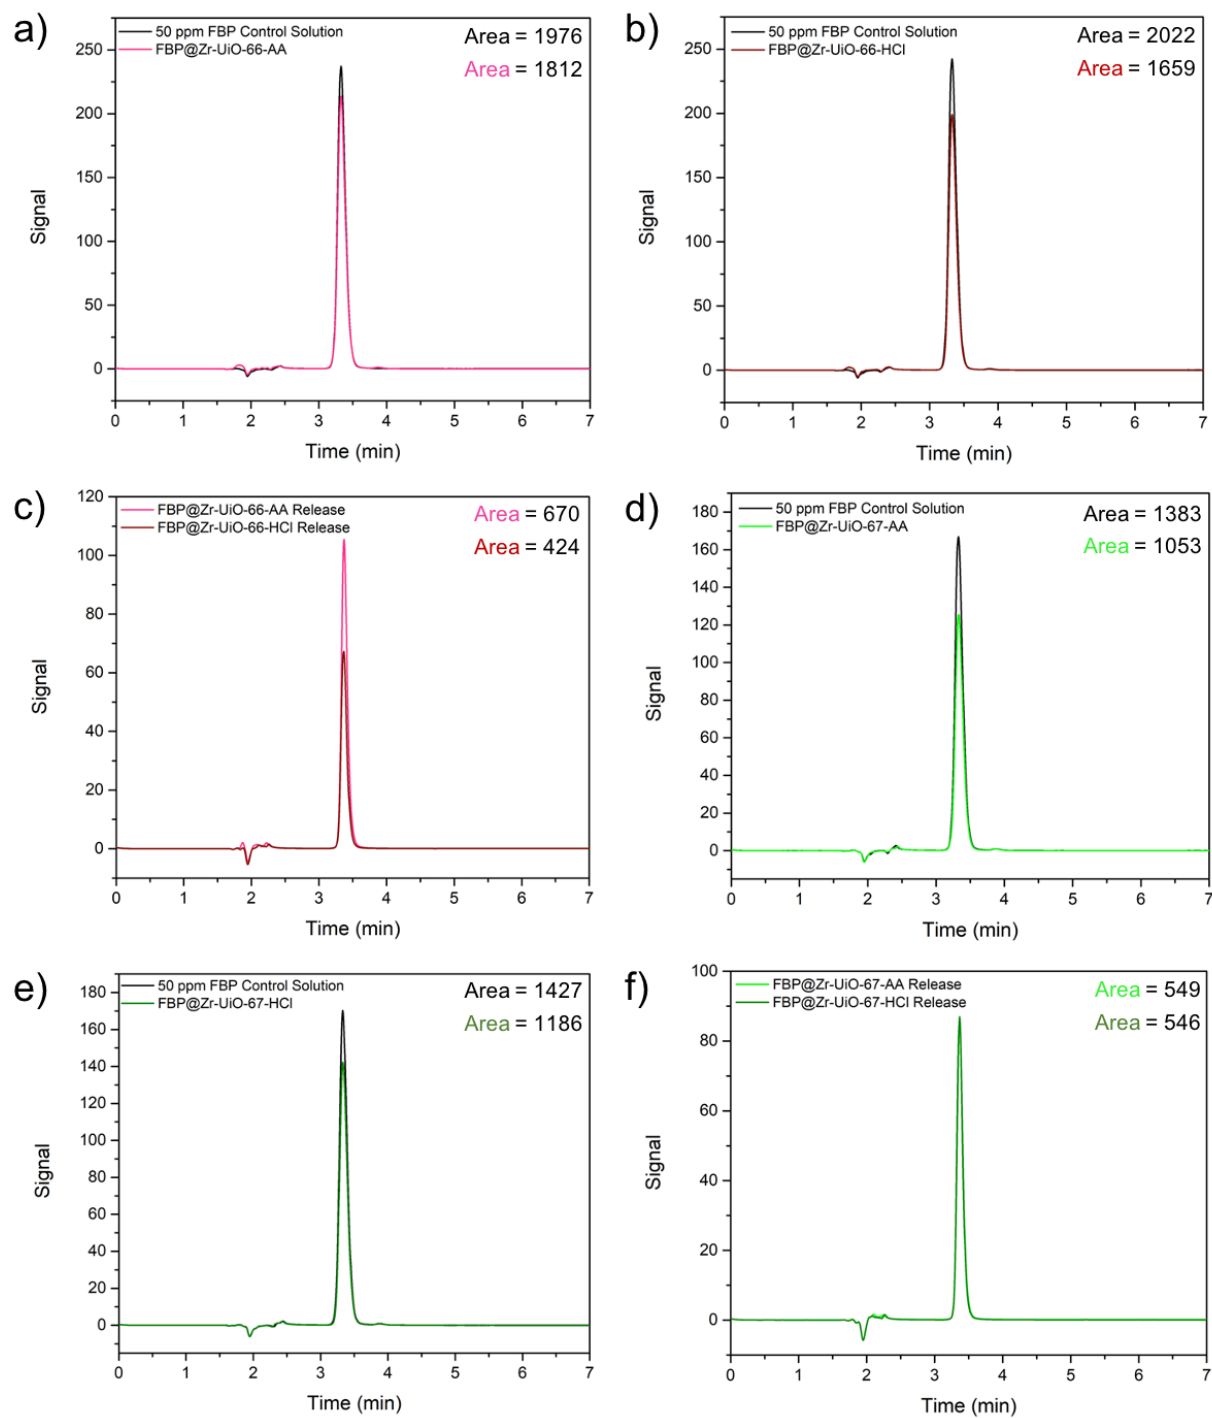 a)
50 ppm FBP Control Solution
FBP@Zr-UiO-66-AA
Area = 1976
Area = 1812
250
200
150
100
50
0
Signal
0 1 2 3 4 5 6 7
Time (min)
b)
50 ppm FBP Control Solution
FBP@Zr-UiO-66-HCl
Area = 2022
Area = 1659
250
200
150
100
50
0
Signal
0 1 2 3 4 5 6 7
Time (min)
c)
FBP@Zr-UiO-66-AA Release
FBP@Zr-UiO-66-HCl Release
Area = 670
Area = 424
120
100
80
60
40
20
0
Signal
0 1 2 3 4 5 6 7
Time (min)
d)
50 ppm FBP Control Solution
FBP@Zr-UiO-67-AA
Area = 1383
Area = 1053
180
160
140
120
100
80
60
40
20
0
Signal
0 1 2 3 4 5 6 7
Time (min)
e)
50 ppm FBP Control Solution
FBP@Zr-UiO-67-HCl
Area = 1427
Area = 1186
180
160
140
120
100
80
60
40
20
0
Signal
0 1 2 3 4 5 6 7
Time (min)
f)
FBP@Zr-UiO-67-AA Release
FBP@Zr-UiO-67-HCl Release
Area = 549
Area = 546
100
80
60
40
20
0
Signal
0 1 2 3 4 5 6 7
Time (min)